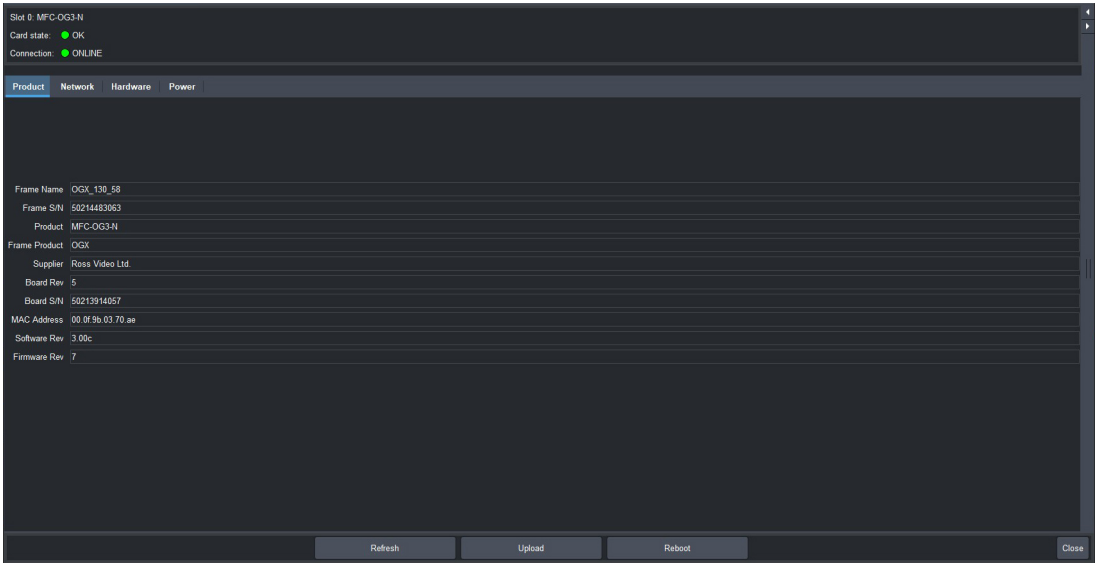 Slot 0: MFC-OG3-N
Card state: OK
Connection: ONLINE
Product Network Hardware Power
Frame Name OGX_130_58
Frame S/N 50214483063
Product MFC-OG3-N
Frame Product OGX
Supplier Ross Video Ltd.
Board Rev 5
Board S/N 50213914057
MAC Address 00.0f.9b.03.70.ae
Software Rev 3.00c
Firmware Rev 7
Refresh Upload Reboot Close